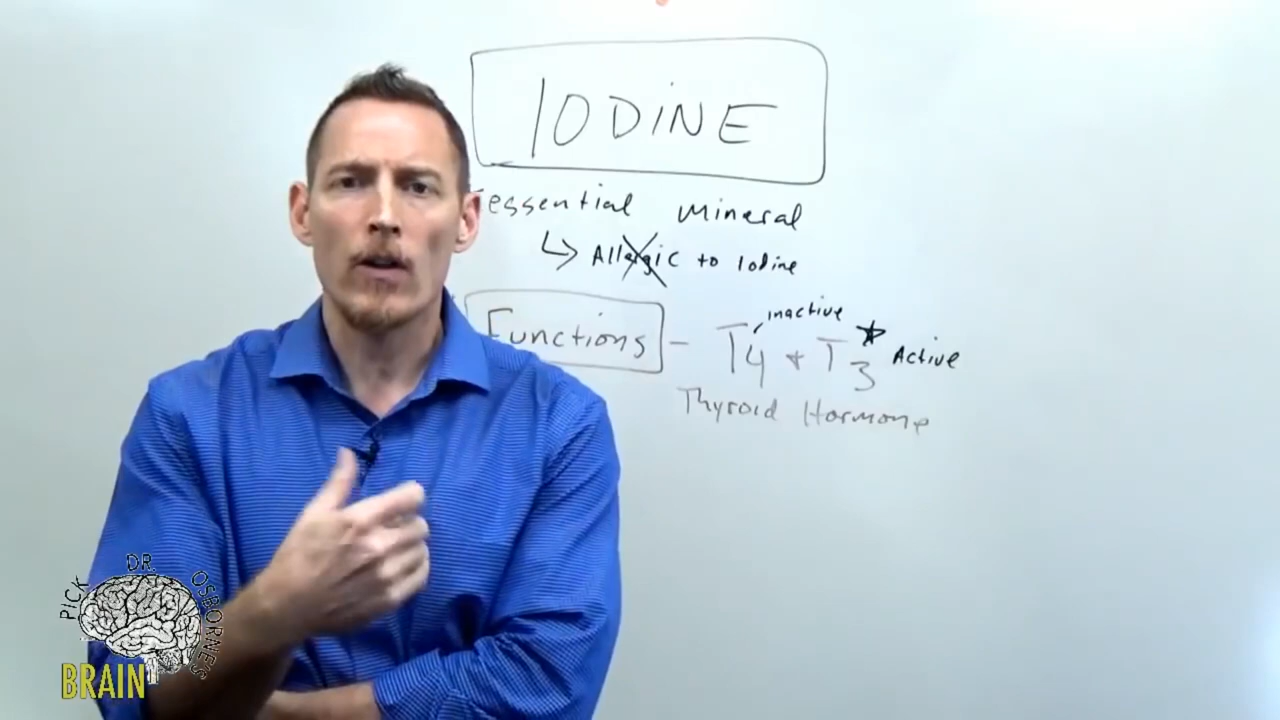 IODINE
essential mineral
↳ Allergic to Iodine
inactive
Functions - T4 + T3 ★ Active
Thyroid Hormone
PICK DR. OSBORNE'S
BRAIN